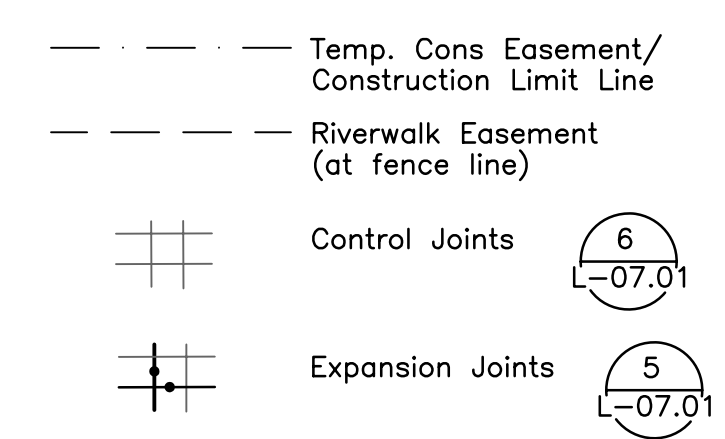 Temp. Cons Easement/
Construction Limit Line
Riverwalk Easement
(at fence line)
Control Joints
6
L-07.01
Expansion Joints
5
L-07.01